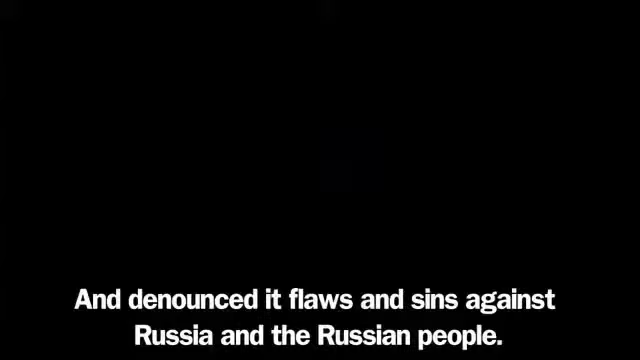 And denounced it flaws and sins against
Russia and the Russian people.